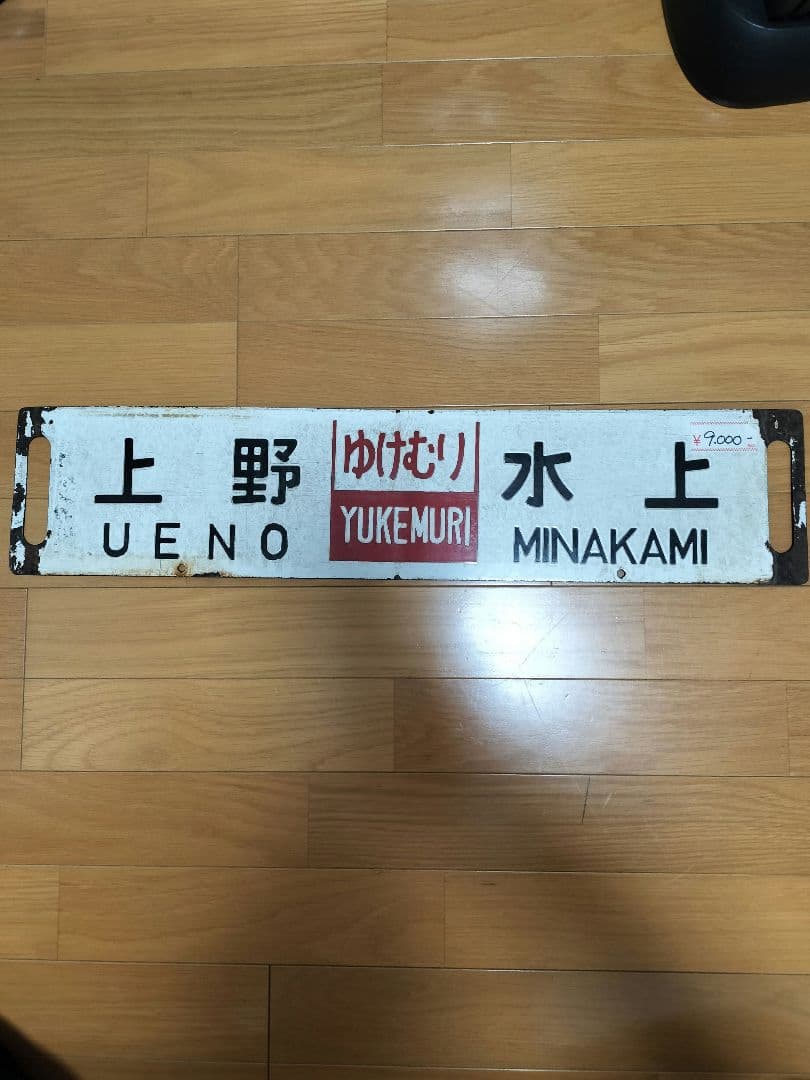 上野
UENO
ゆけむり
YUKEMURI
水上
MINAKAMI
¥9.000-